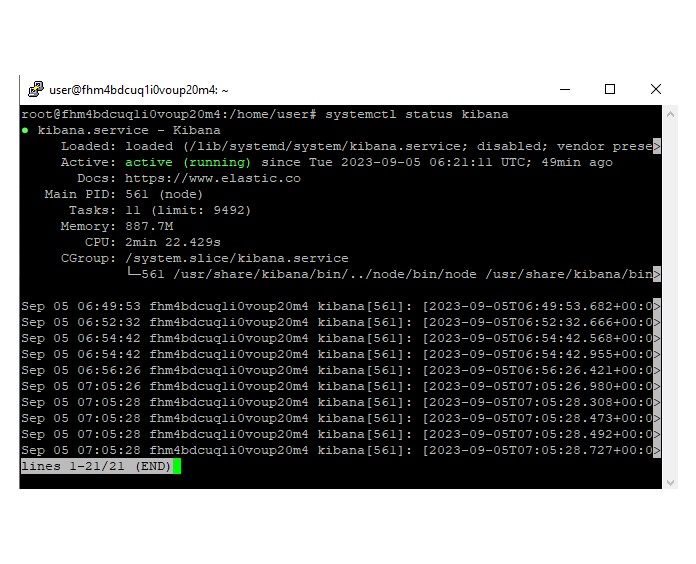 user@fhm4bdcuq1i0voup20m4: ~
root@fhm4bdcuq1i0voup20m4:/home/user# systemctl status kibana
● kibana.service - Kibana
Loaded: loaded (/lib/systemd/system/kibana.service; disabled; vendor prese>
Active: active (running) since Tue 2023-09-05 06:21:11 UTC; 49min ago
Docs: https://www.elastic.co
Main PID: 561 (node)
Tasks: 11 (limit: 9492)
Memory: 887.7M
CPU: 2min 22.429s
CGroup: /system.slice/kibana.service
└─561 /usr/share/kibana/bin/../node/bin/node /usr/share/kibana/bin>
Sep 05 06:49:53 fhm4bdcuq1i0voup20m4 kibana[561]: [2023-09-05T06:49:53.682+00:0>
Sep 05 06:52:32 fhm4bdcuq1i0voup20m4 kibana[561]: [2023-09-05T06:52:32.666+00:0>
Sep 05 06:54:42 fhm4bdcuq1i0voup20m4 kibana[561]: [2023-09-05T06:54:42.568+00:0>
Sep 05 06:54:42 fhm4bdcuq1i0voup20m4 kibana[561]: [2023-09-05T06:54:42.955+00:0>
Sep 05 06:56:26 fhm4bdcuq1i0voup20m4 kibana[561]: [2023-09-05T06:56:26.421+00:0>
Sep 05 07:05:26 fhm4bdcuq1i0voup20m4 kibana[561]: [2023-09-05T07:05:26.980+00:0>
Sep 05 07:05:28 fhm4bdcuq1i0voup20m4 kibana[561]: [2023-09-05T07:05:28.308+00:0>
Sep 05 07:05:28 fhm4bdcuq1i0voup20m4 kibana[561]: [2023-09-05T07:05:28.473+00:0>
Sep 05 07:05:28 fhm4bdcuq1i0voup20m4 kibana[561]: [2023-09-05T07:05:28.492+00:0>
Sep 05 07:05:28 fhm4bdcuq1i0voup20m4 kibana[561]: [2023-09-05T07:05:28.727+00:0>
lines 1-21/21 (END)